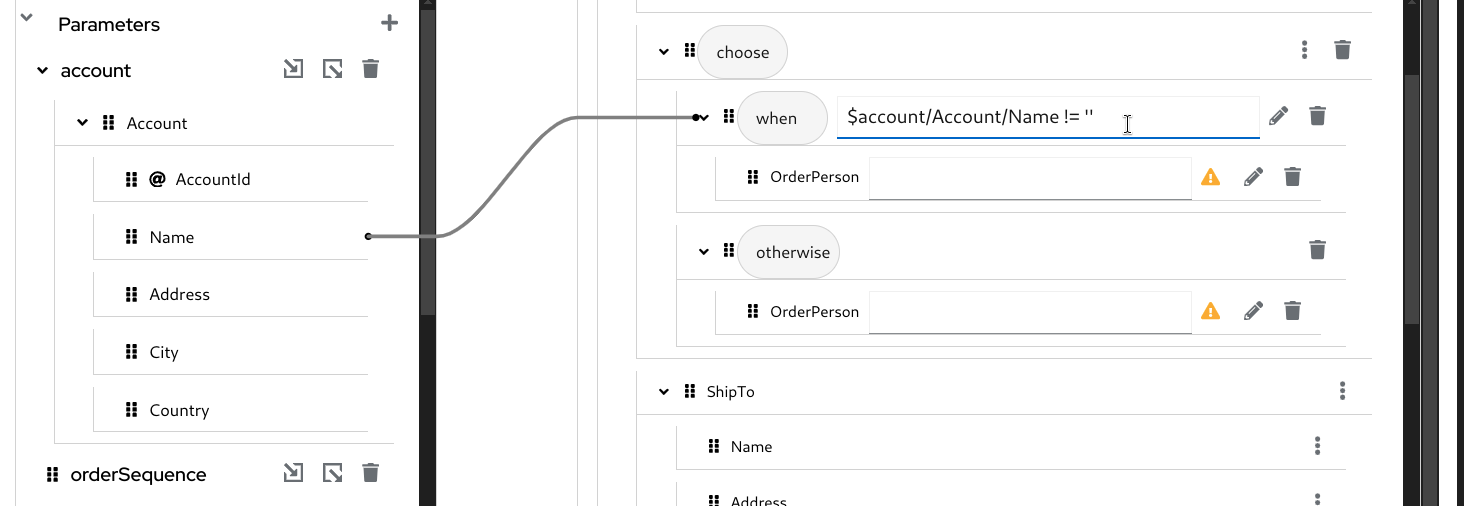 Parameters
account
Account
@ AccountId
Name
Address
City
Country
orderSequence
choose
when $account/Account/Name != ''
OrderPerson
otherwise
OrderPerson
ShipTo
Name
Address